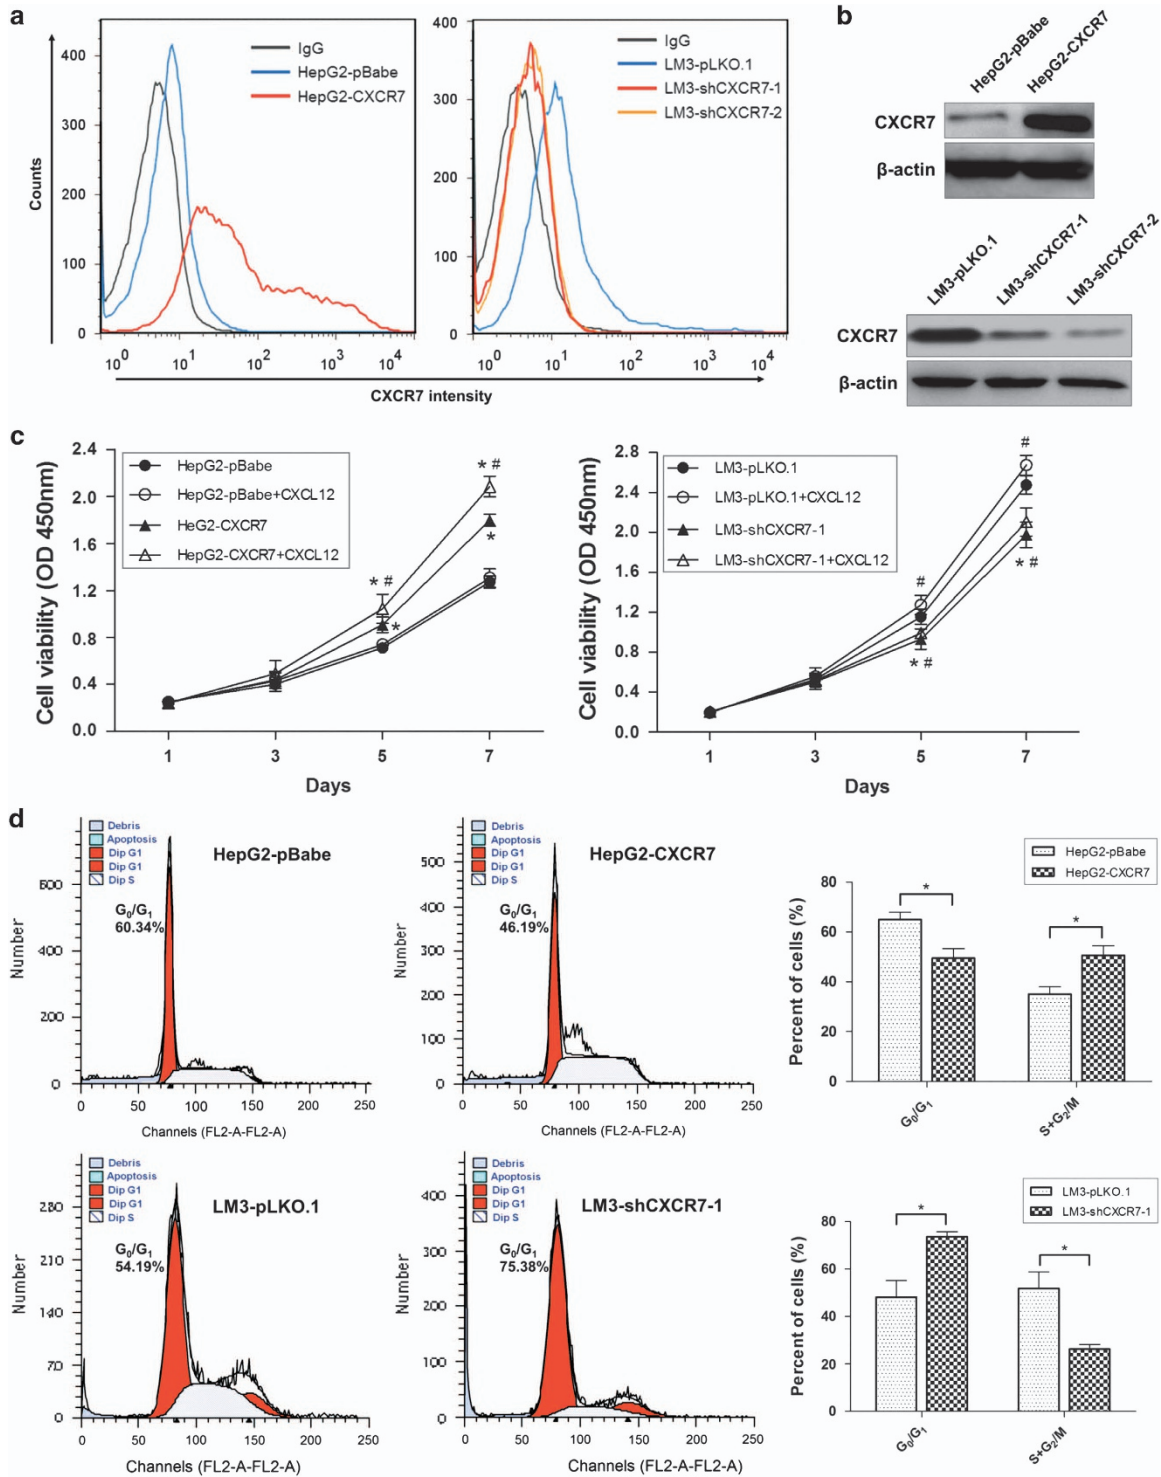 a
IgG
HepG2-pBabe
HepG2-CXCR7
400
300
200
100
0
Counts
10^0 10^1 10^2 10^3 10^4
IgG
LM3-pLKO.1
LM3-shCXCR7-1
LM3-shCXCR7-2
400
300
200
100
0
10^0 10^1 10^2 10^3 10^4
CXCR7 intensity
b
HepG2-pBabe
HepG2-CXCR7
CXCR7
β-actin
LM3-pLKO.1
LM3-shCXCR7-1
LM3-shCXCR7-2
CXCR7
β-actin
c
Cell viability (OD 450nm)
2.4
2.0
1.6
1.2
0.8
0.4
0.0
HepG2-pBabe
HepG2-pBabe+CXCL12
HeG2-CXCR7
HepG2-CXCR7+CXCL12
* #
*
* #
*
1 3 5 7
Days
Cell viability (OD 450nm)
2.8
2.4
2.0
1.6
1.2
0.8
0.4
0.0
LM3-pLKO.1
LM3-pLKO.1+CXCL12
LM3-shCXCR7-1
LM3-shCXCR7-1+CXCL12
#
* #
#
* #
1 3 5 7
Days
d
Debris
Apoptosis
Dip G1
Dip G1
Dip S
HepG2-pBabe
G0/G1
60.34%
Number
600
400
200
0
0 50 100 150 200 250
Channels (FL2-A-FL2-A)
Debris
Apoptosis
Dip G1
Dip G1
Dip S
HepG2-CXCR7
G0/G1
46.19%
Number
500
400
300
200
100
0
0 50 100 150 200 250
Channels (FL2-A-FL2-A)
HepG2-pBabe
HepG2-CXCR7
Percent of cells (%)
80
60
40
20
0
*
*
G0/G1
S+G2/M
Debris
Apoptosis
Dip G1
Dip G1
Dip S
LM3-pLKO.1
G0/G1
54.19%
Number
280
210
140
70
0
0 50 100 150 200 250
Channels (FL2-A-FL2-A)
Debris
Apoptosis
Dip G1
Dip G1
Dip S
LM3-shCXCR7-1
G0/G1
75.38%
Number
400
300
200
100
0
0 50 100 150 200 250
Channels (FL2-A-FL2-A)
LM3-pLKO.1
LM3-shCXCR7-1
Percent of cells (%)
80
60
40
20
0
*
*
G0/G1
S+G2/M